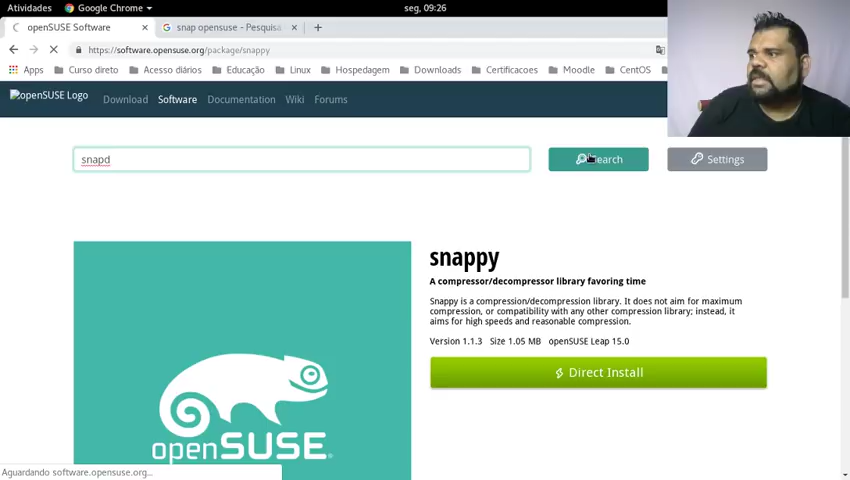 Atividades Google Chrome seg, 09:26
openSUSE Software snap opensuse - Pesquisa
https://software.opensuse.org/package/snappy
Apps Curso direto Acesso diários Educação Linux Hospedagem Downloads Certificacoes Moodle CentOS
openSUSE Logo Download Software Documentation Wiki Forums
snapd Search Settings
snappy
A compressor/decompressor library favoring time
Snappy is a compression/decompression library. It does not aim for maximum
compression, or compatibility with any other compression library; instead, it
aims for high speeds and reasonable compression.
Version 1.1.3 Size 1.05 MB openSUSE Leap 15.0
Direct Install
openSUSE
Aguardando software.opensuse.org...